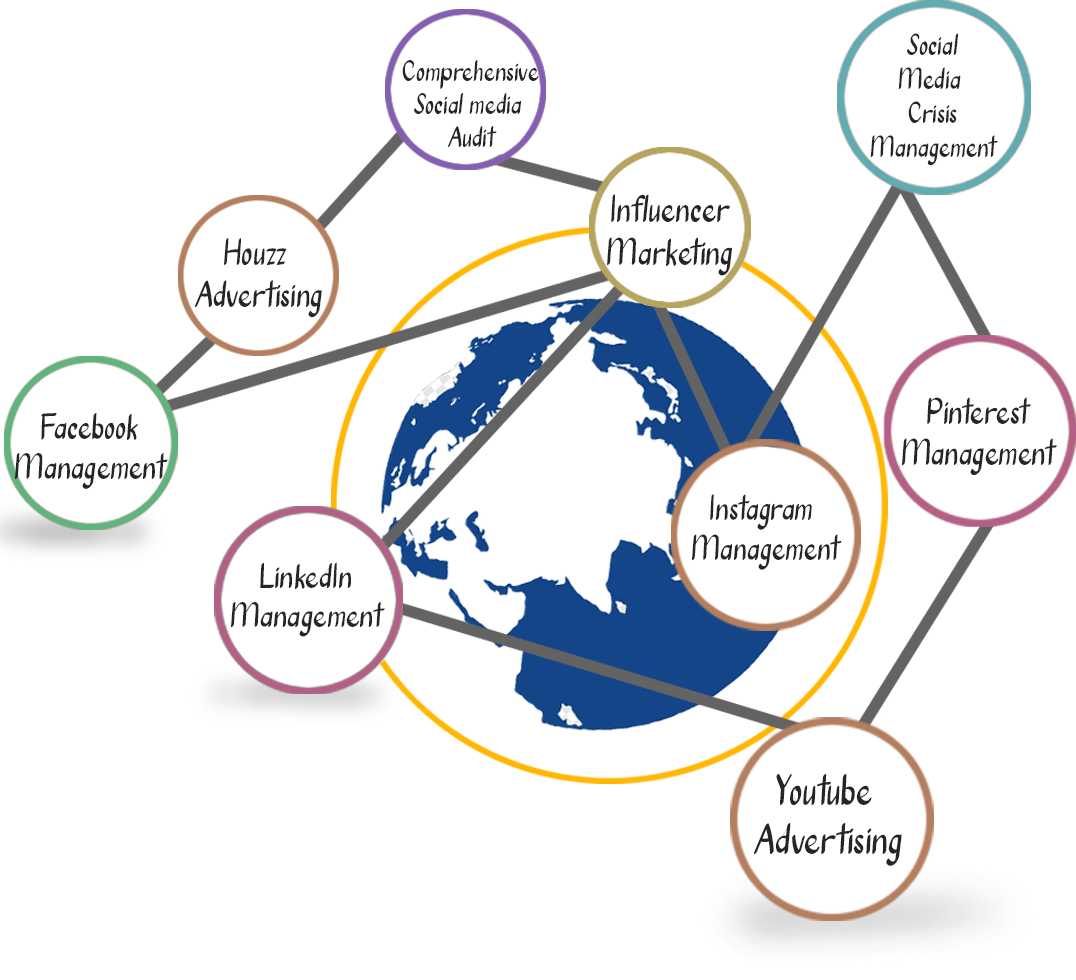 Comprehensive
Social media
Audit
Social
Media
Crisis
Management
Influencer
Marketing
Houzz
Advertising
Facebook
Management
Pinterest
Management
Instagram
Management
LinkedIn
Management
Youtube
Advertising